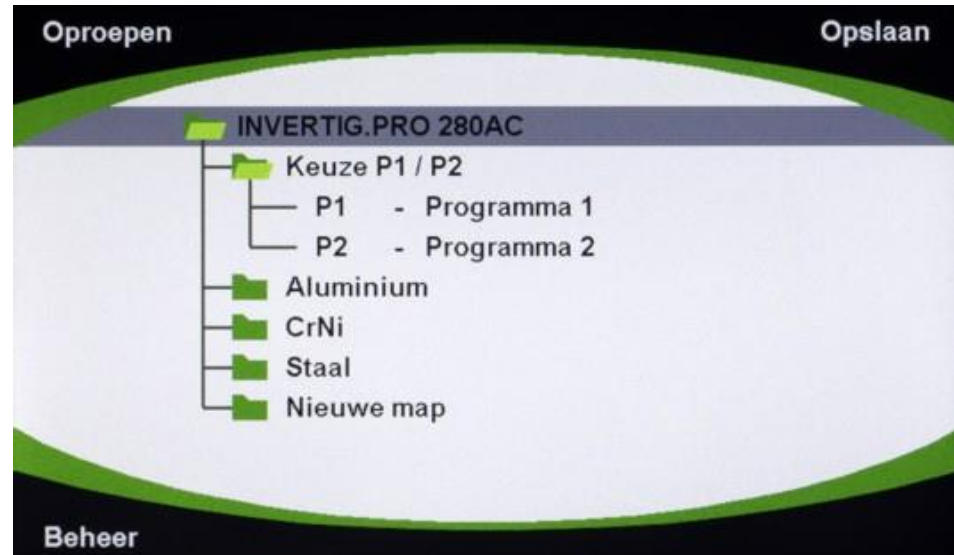 Oproepen
Opslaan
INVERTIG.PRO 280AC
Keuze P1 / P2
P1 - Programma 1
P2 - Programma 2
Aluminium
CrNi
Staal
Nieuwe map
Beheer